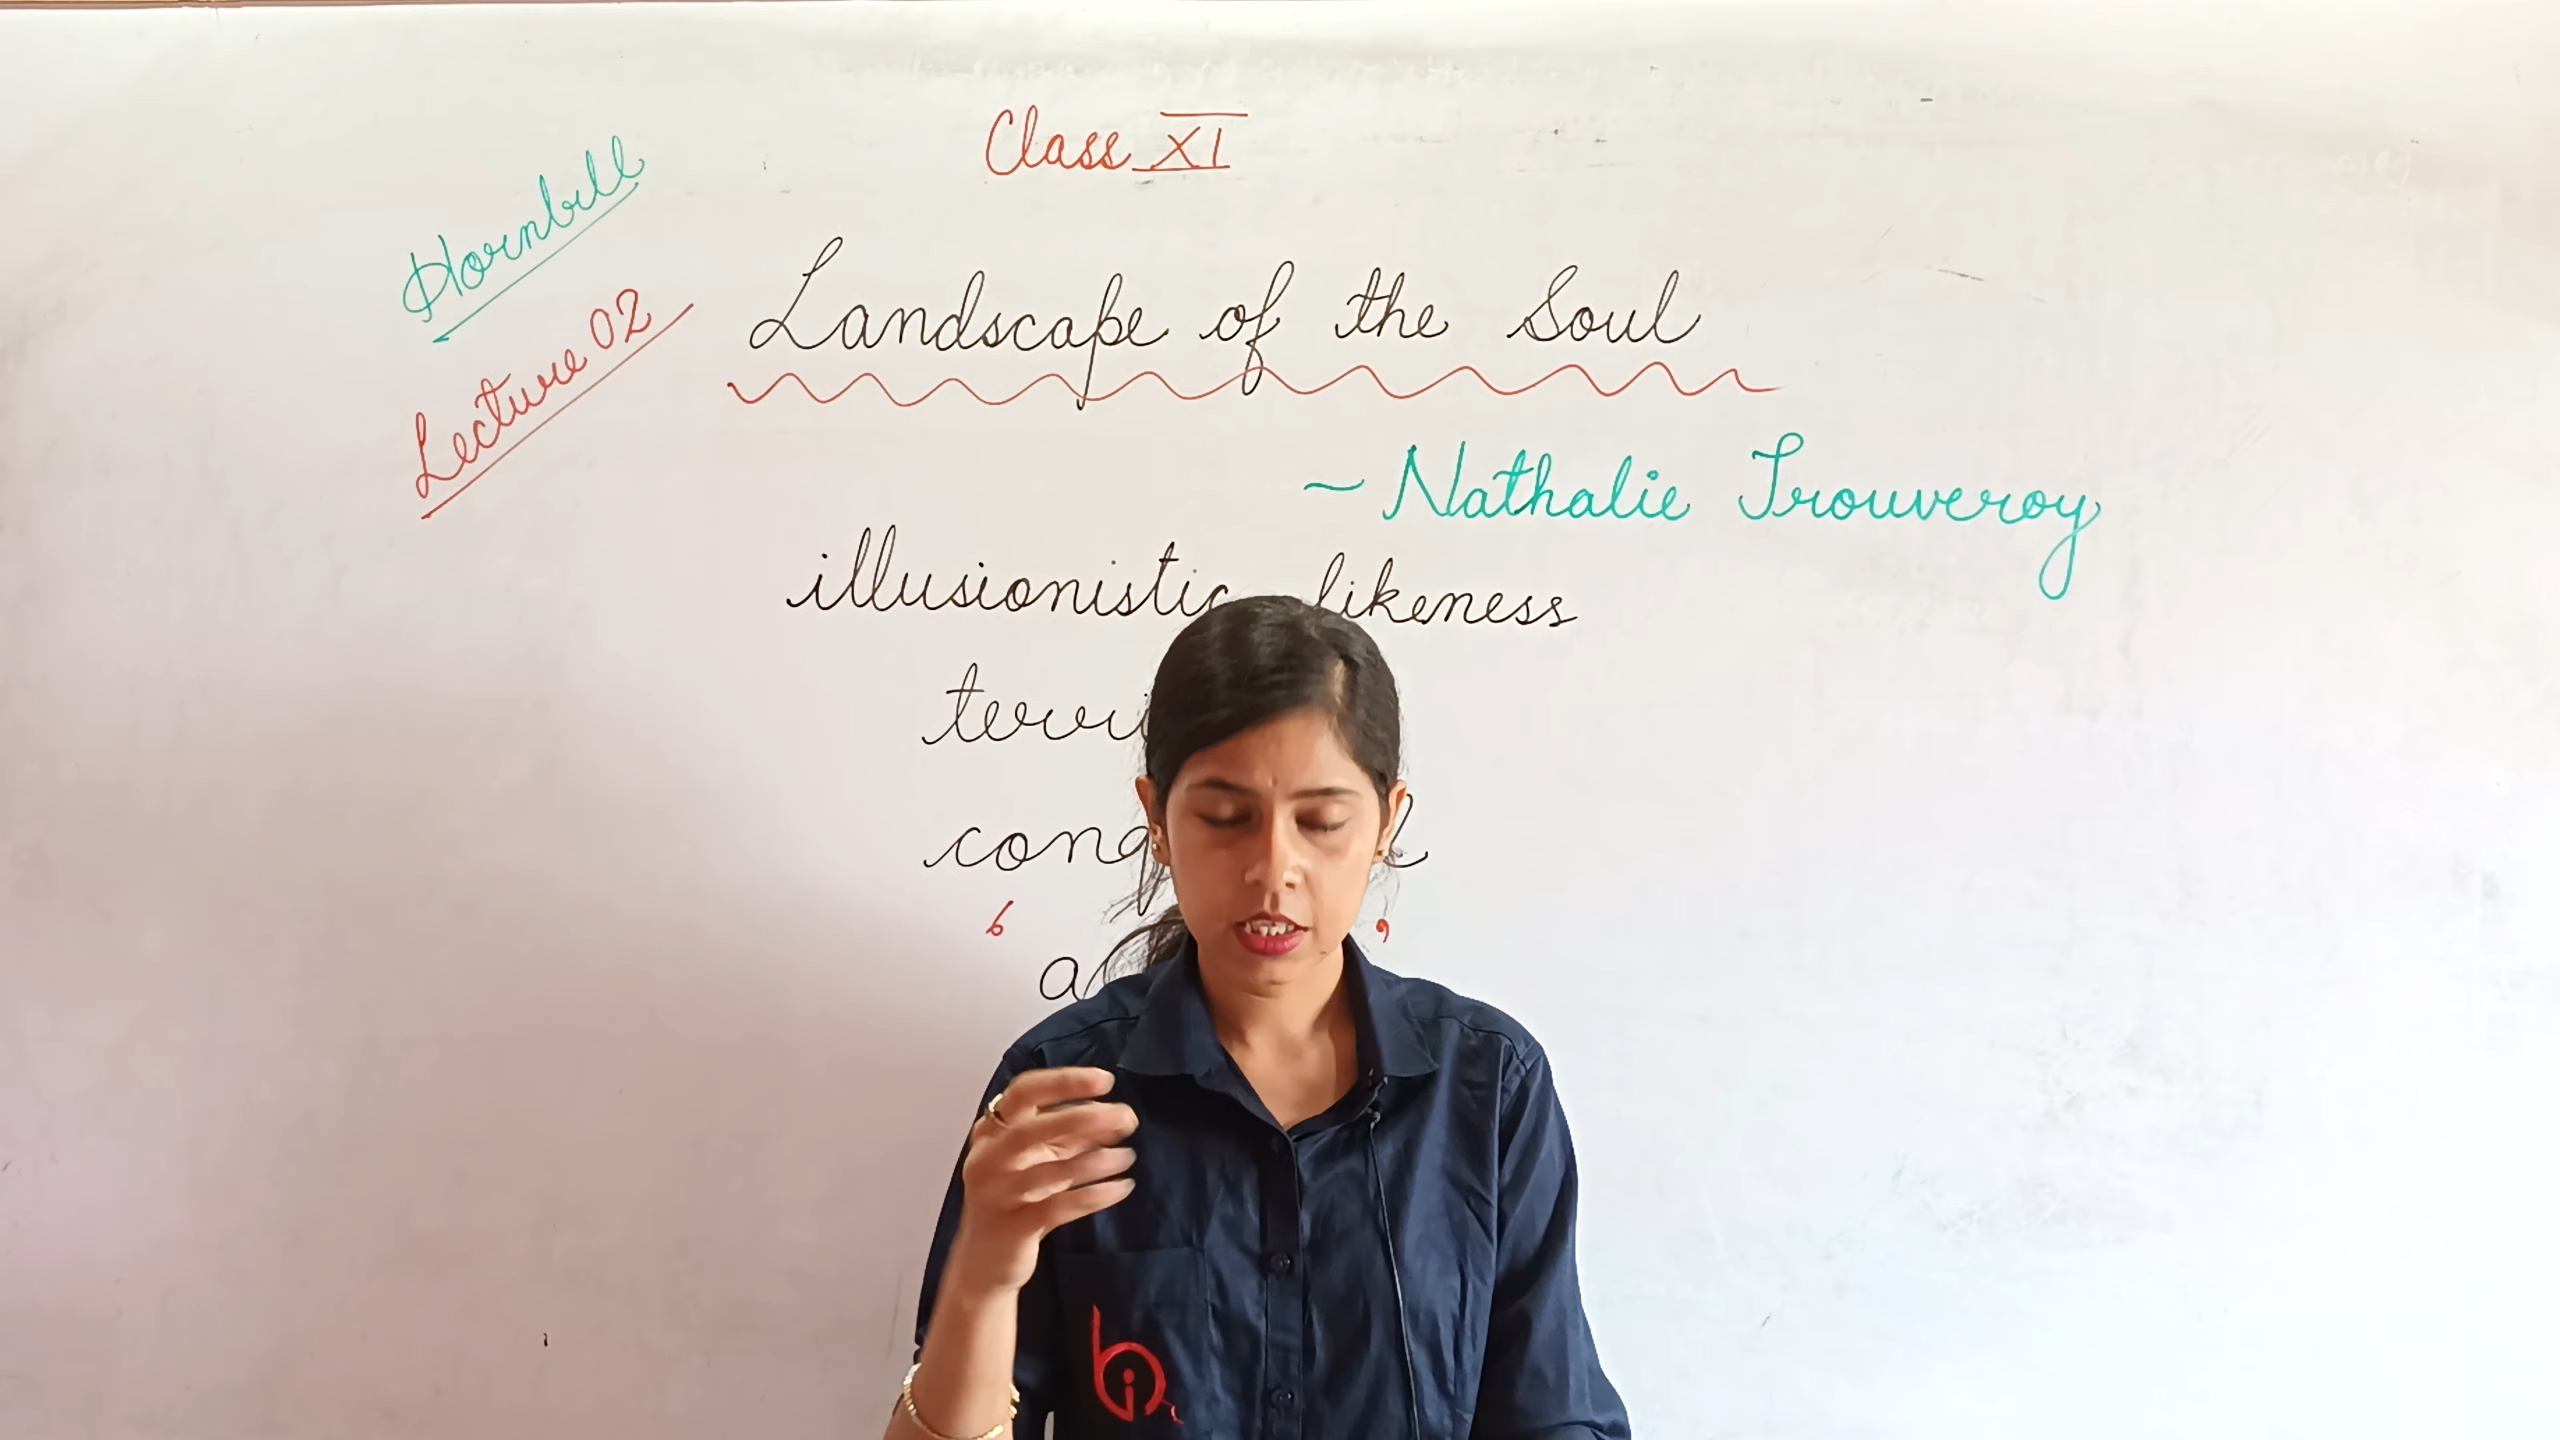 Class XI
Hornbill
Lecture 02
Landscape of the Soul
~ Nathalie Trouveroy
illusionistic likeness